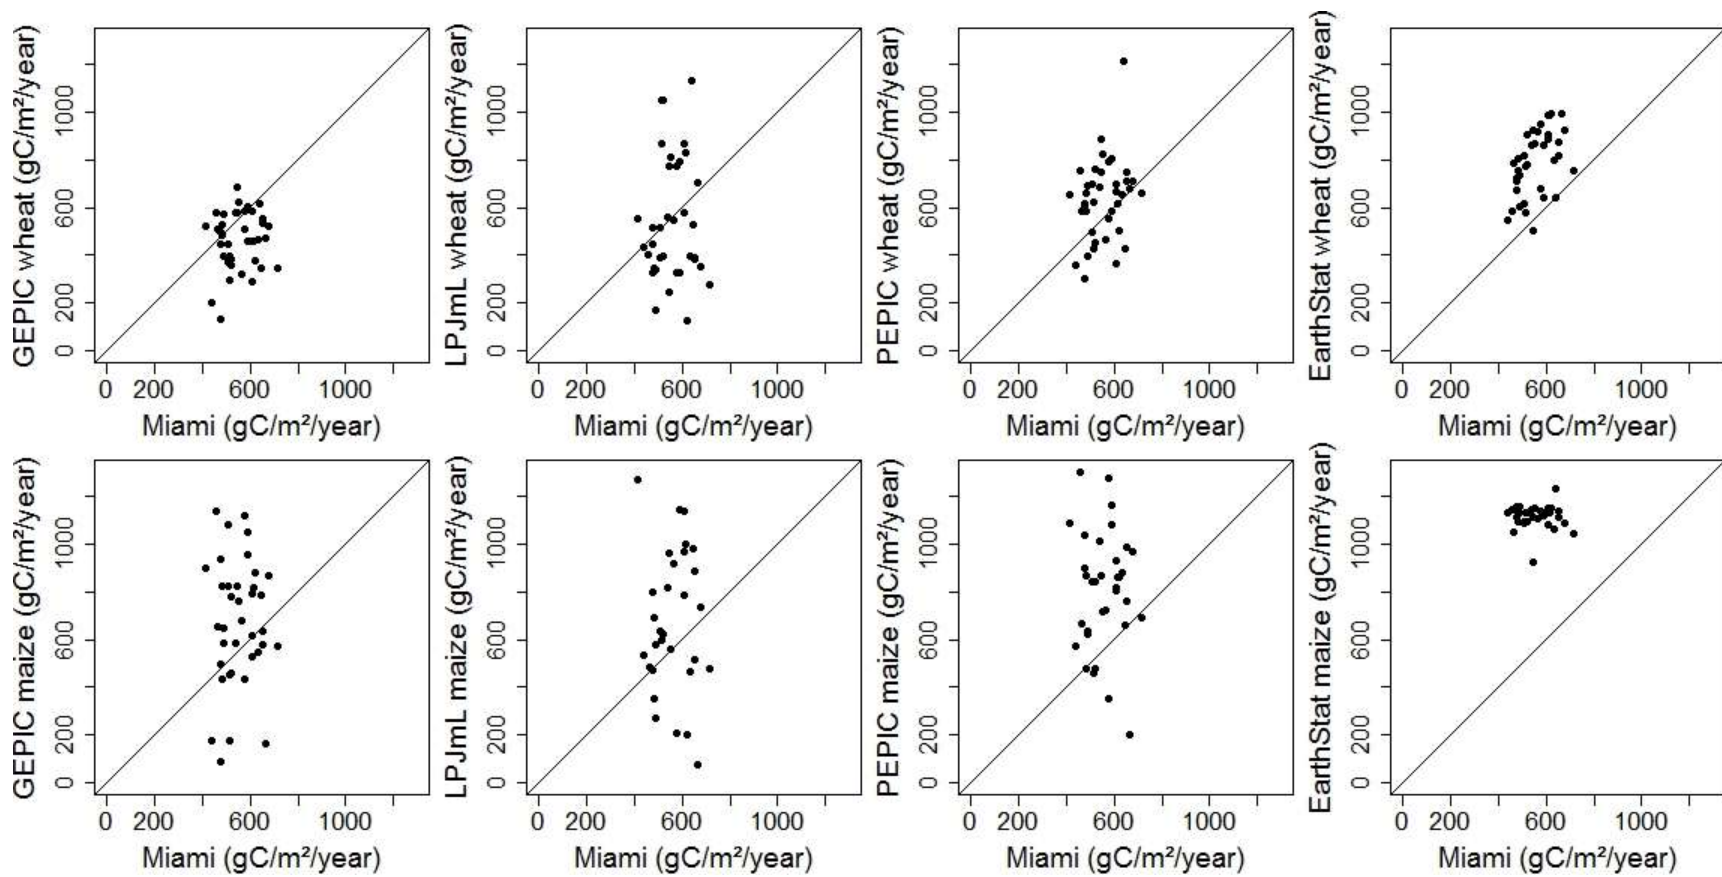 GEPIC wheat (gC/m²/year)
0 200 600 1000
0 200 600 1000
Miami (gC/m²/year)
LPJmL wheat (gC/m²/year)
0 200 600 1000
0 200 600 1000
Miami (gC/m²/year)
PEPIC wheat (gC/m²/year)
0 200 600 1000
0 200 600 1000
Miami (gC/m²/year)
EarthStat wheat (gC/m²/year)
0 200 600 1000
0 200 600 1000
Miami (gC/m²/year)
GEPIC maize (gC/m²/year)
0 200 600 1000
0 200 600 1000
Miami (gC/m²/year)
LPJmL maize (gC/m²/year)
0 200 600 1000
0 200 600 1000
Miami (gC/m²/year)
PEPIC maize (gC/m²/year)
0 200 600 1000
0 200 600 1000
Miami (gC/m²/year)
EarthStat maize (gC/m²/year)
0 200 600 1000
0 200 600 1000
Miami (gC/m²/year)